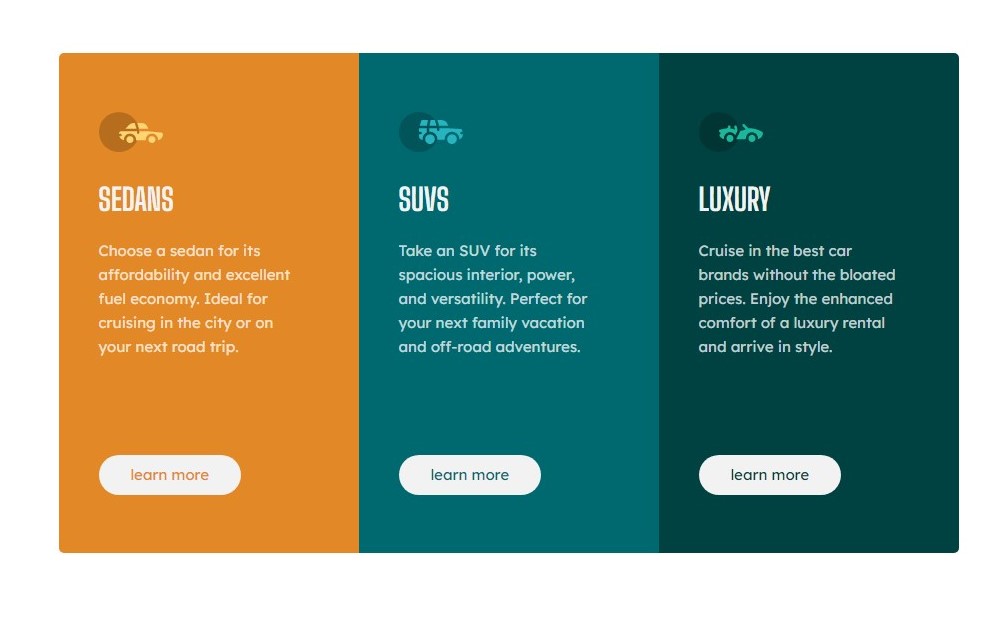 SEDANS
Choose a sedan for its
affordability and excellent
fuel economy. Ideal for
cruising in the city or on
your next road trip.
learn more
SUVS
Take an SUV for its
spacious interior, power,
and versatility. Perfect for
your next family vacation
and off-road adventures.
learn more
LUXURY
Cruise in the best car
brands without the bloated
prices. Enjoy the enhanced
comfort of a luxury rental
and arrive in style.
learn more